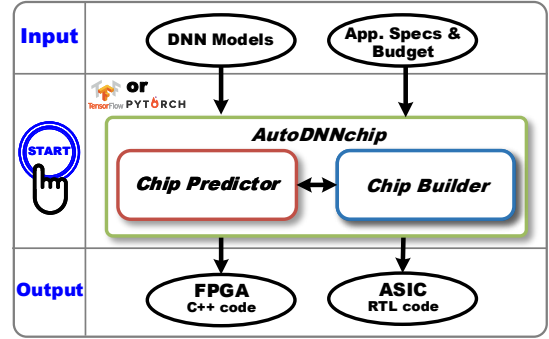 Input
DNN Models
App. Specs &
Budget
TensorFlow or PYTORCH
START
AutoDNNchip
Chip Predictor
Chip Builder
Output
FPGA
C++ code
ASIC
RTL code